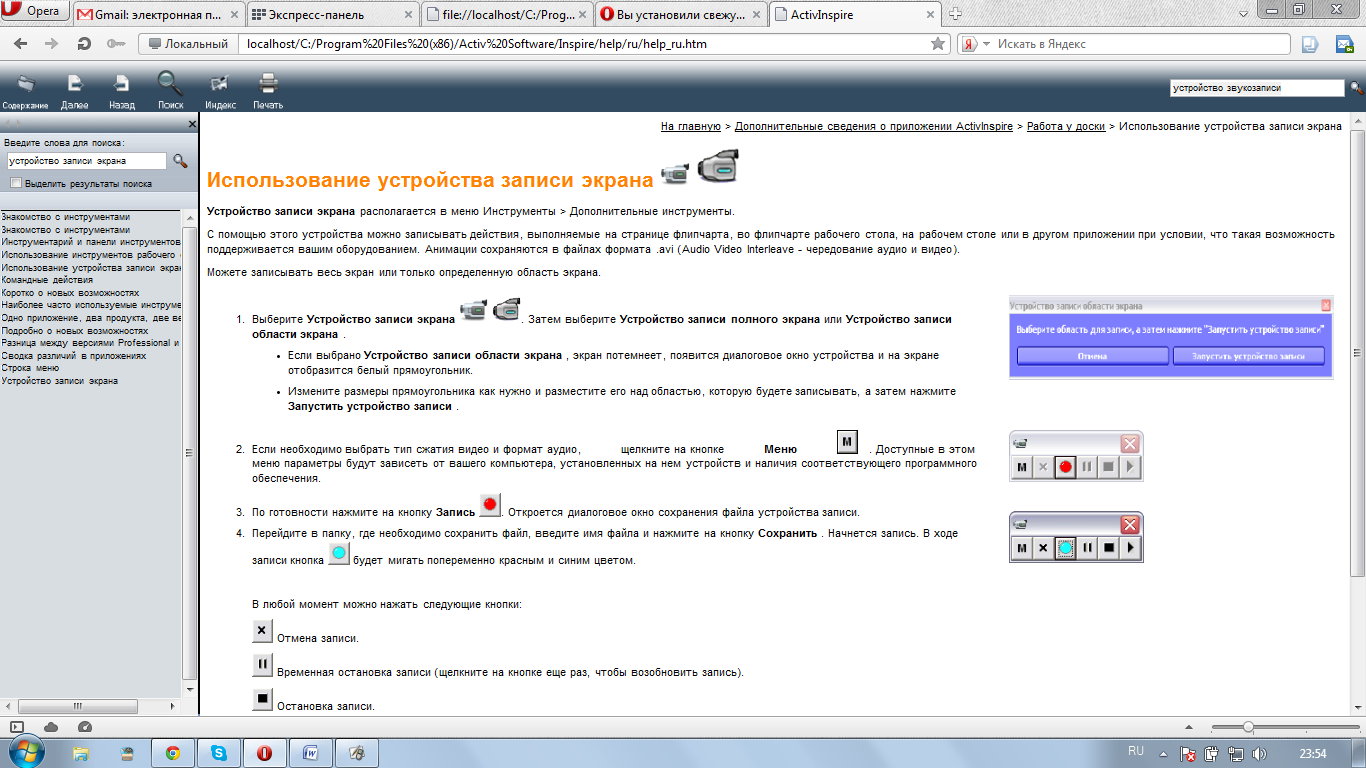 Opera
Gmail: электронная п...
Экспресс-панель
file://localhost/C:/Prog...
Вы установили свежу...
ActivInspire
Локальный
localhost/C:/Program%20Files%20(x86)/Activ%20Software/Inspire/help/ru/help_ru.htm
Искать в Яндекс
Содержание Далее Назад Поиск Индекс Печать
устройство звукозаписи
Введите слова для поиска:
устройство записи экрана
Выделить результаты поиска
Знакомство с инструментами
Знакомство с инструментами
Инструментарий и панели инструментов
Использование инструментов рабочего
Использование устройства записи экран
Командные действия
Коротко о новых возможностях
Наиболее часто используемые инструме
Одно приложение, два продукта, две ве
Подробно о новых возможностях
Разница между версиями Professional и
Сводка различий в приложениях
Строка меню
Устройство записи экрана
На главную > Дополнительные сведения о приложении ActivInspire > Работа у доски > Использование устройства записи экрана
Использование устройства записи экрана
Устройство записи экрана располагается в меню Инструменты > Дополнительные инструменты.
С помощью этого устройства можно записывать действия, выполняемые на странице флипчарта, во флипчарте рабочего стола, на рабочем столе или в другом приложении при условии, что такая возможность
поддерживается вашим оборудованием. Анимации сохраняются в файлах формата .avi (Audio Video Interleave - чередование аудио и видео).
Можете записывать весь экран или только определенную область экрана.
1. Выберите Устройство записи экрана . Затем выберите Устройство записи полного экрана или Устройство записи
области экрана .
• Если выбрано Устройство записи области экрана , экран потемнеет, появится диалоговое окно устройства и на экране
отобразится белый прямоугольник.
• Измените размеры прямоугольника как нужно и разместите его над областью, которую будете записывать, а затем нажмите
Запустить устройство записи .
Устройство записи области экрана
Выберите область для записи, а затем нажмите "Запустить устройство записи"
Отмена
Запустить устройство записи
2. Если необходимо выбрать тип сжатия видео и формат аудио, щелкните на кнопке Меню M . Доступные в этом
меню параметры будут зависеть от вашего компьютера, установленных на нем устройств и наличия соответствующего программного
обеспечения.
M
3. По готовности нажмите на кнопку Запись . Откроется диалоговое окно сохранения файла устройства записи.
4. Перейдите в папку, где необходимо сохранить файл, введите имя файла и нажмите на кнопку Сохранить . Начнется запись. В ходе
записи кнопка будет мигать попеременно красным и синим цветом.
M
В любой момент можно нажать следующие кнопки:
Отмена записи.
Временная остановка записи (щелкните на кнопке еще раз, чтобы возобновить запись).
Остановка записи.
RU
23:54